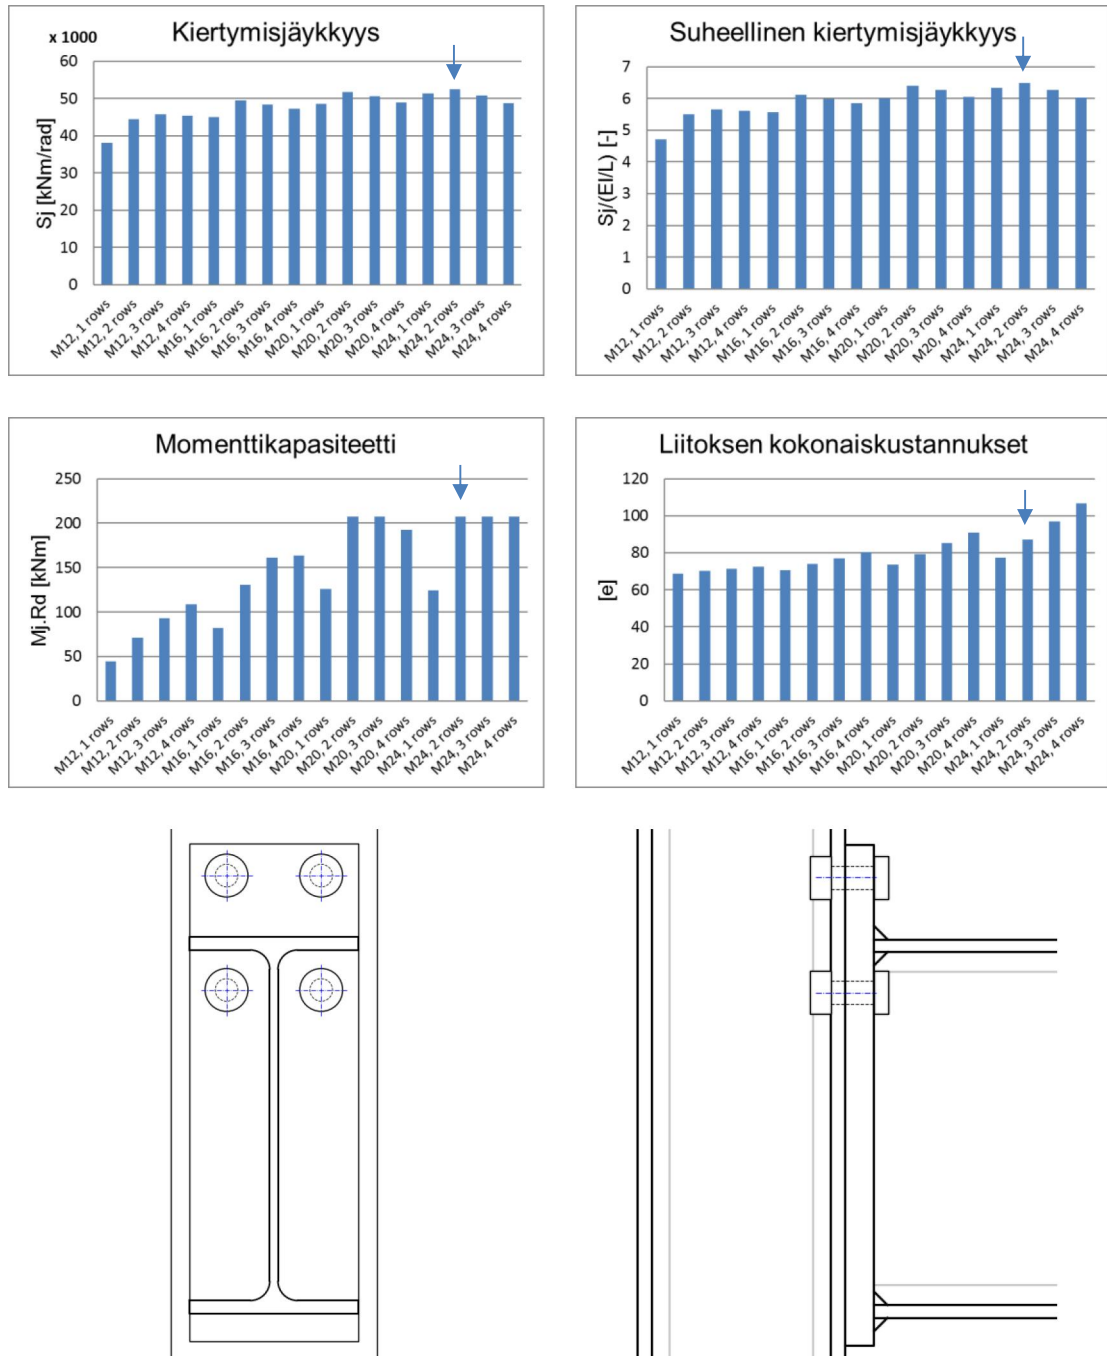 Kiertymisjäykkyys
x 1000
Sj [kNm/rad]
60
50
40
30
20
10
0
M12, 1 rows
M12, 2 rows
M12, 3 rows
M12, 4 rows
M16, 1 rows
M16, 2 rows
M16, 3 rows
M16, 4 rows
M20, 1 rows
M20, 2 rows
M20, 3 rows
M20, 4 rows
M24, 1 rows
M24, 2 rows
M24, 3 rows
M24, 4 rows
Suheellinen kiertymisjäykkyys
Sj/(EI/L) [-]
7
6
5
4
3
2
1
0
M12, 1 rows
M12, 2 rows
M12, 3 rows
M12, 4 rows
M16, 1 rows
M16, 2 rows
M16, 3 rows
M16, 4 rows
M20, 1 rows
M20, 2 rows
M20, 3 rows
M20, 4 rows
M24, 1 rows
M24, 2 rows
M24, 3 rows
M24, 4 rows
Momenttikapasiteetti
Mj.Rd [kNm]
250
200
150
100
50
0
M12, 1 rows
M12, 2 rows
M12, 3 rows
M12, 4 rows
M16, 1 rows
M16, 2 rows
M16, 3 rows
M16, 4 rows
M20, 1 rows
M20, 2 rows
M20, 3 rows
M20, 4 rows
M24, 1 rows
M24, 2 rows
M24, 3 rows
M24, 4 rows
Liitoksen kokonaiskustannukset
[e]
120
100
80
60
40
20
0
M12, 1 rows
M12, 2 rows
M12, 3 rows
M12, 4 rows
M16, 1 rows
M16, 2 rows
M16, 3 rows
M16, 4 rows
M20, 1 rows
M20, 2 rows
M20, 3 rows
M20, 4 rows
M24, 1 rows
M24, 2 rows
M24, 3 rows
M24, 4 rows